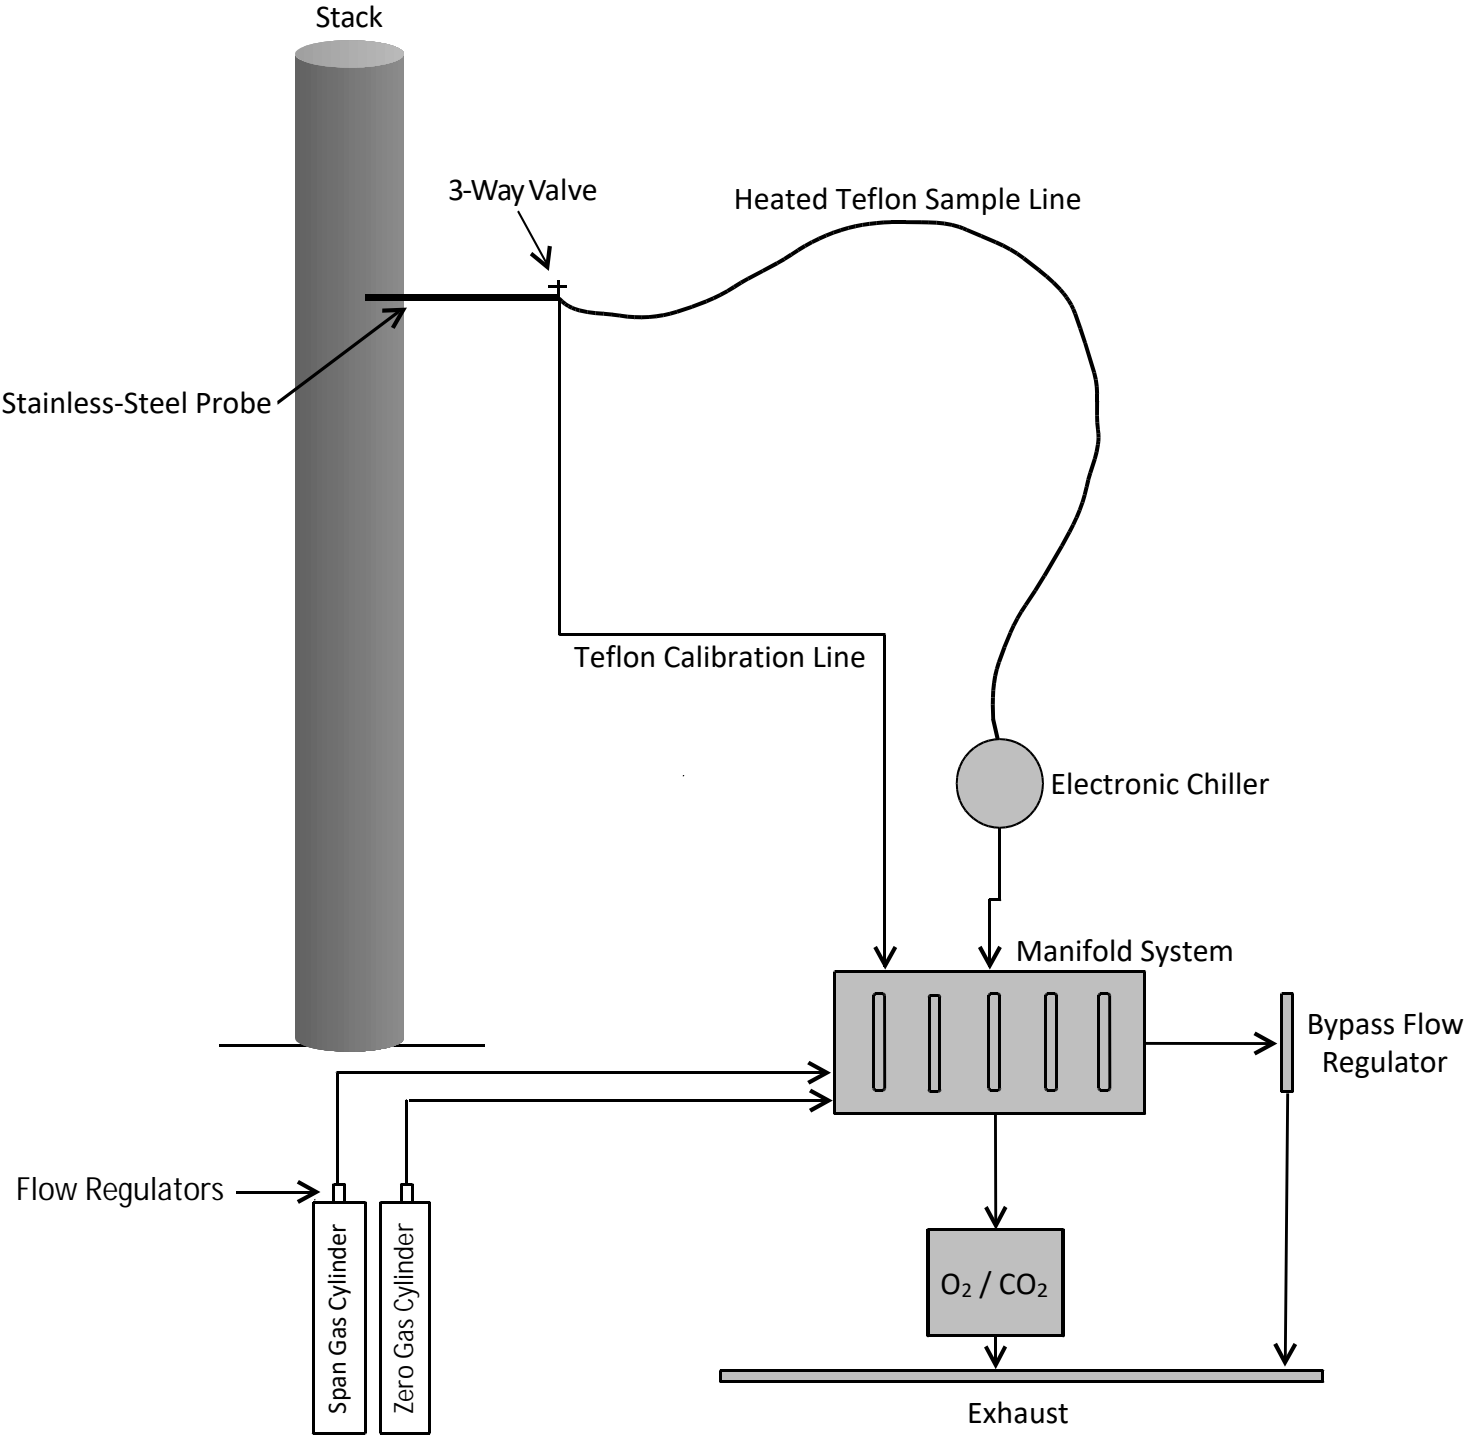 Stack
3-Way Valve
Heated Teflon Sample Line
Stainless-Steel Probe
Teflon Calibration Line
Electronic Chiller
Manifold System
Bypass Flow
Regulator
Flow Regulators
Span Gas Cylinder
Zero Gas Cylinder
O₂ / CO₂
Exhaust